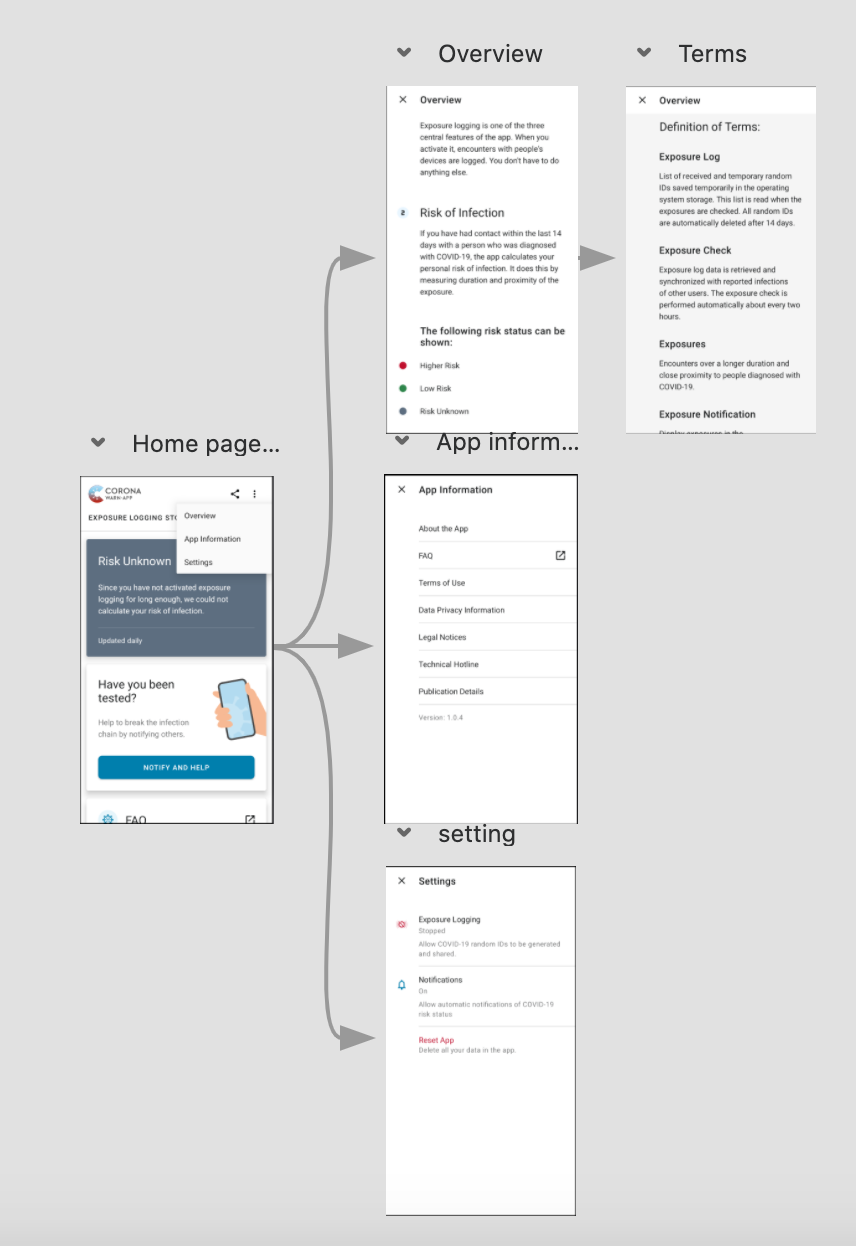 Overview
Terms
Overview
Exposure logging is one of the three
central features of the app. When you
activate it, encounters with people's
devices are logged. You don't have to do
anything else.
2 Risk of Infection
If you have had contact within the last 14
days with a person who was diagnosed
with COVID-19, the app calculates your
personal risk of infection. It does this by
measuring duration and proximity of the
exposure.
The following risk status can be
shown:
Higher Risk
Low Risk
Risk Unknown
Overview
Definition of Terms:
Exposure Log
List of received and temporary random
IDs saved temporarily in the operating
system storage. This list is read when the
exposures are checked. All random IDs
are automatically deleted after 14 days.
Exposure Check
Exposure log data is retrieved and
synchronized with reported infections
of other users. The exposure check is
performed automatically about every two
hours.
Exposures
Encounters over a longer duration and
close proximity to people diagnosed with
COVID-19.
Exposure Notification
Display exposures in the
Home page...
CORONA
WARN-APP
EXPOSURE LOGGING STO
Overview
App Information
Settings
Risk Unknown
Since you have not activated exposure
logging for long enough, we could not
calculate your risk of infection.
Updated daily
Have you been
tested?
Help to break the infection
chain by notifying others.
NOTIFY AND HELP
FAQ
App inform...
App Information
About the App
FAQ
Terms of Use
Data Privacy Information
Legal Notices
Technical Hotline
Publication Details
Version: 1.0.4
setting
Settings
Exposure Logging
Stopped
Allow COVID-19 random IDs to be generated
and shared.
Notifications
On
Allow automatic notifications of COVID-19
risk status
Reset App
Delete all your data in the app.